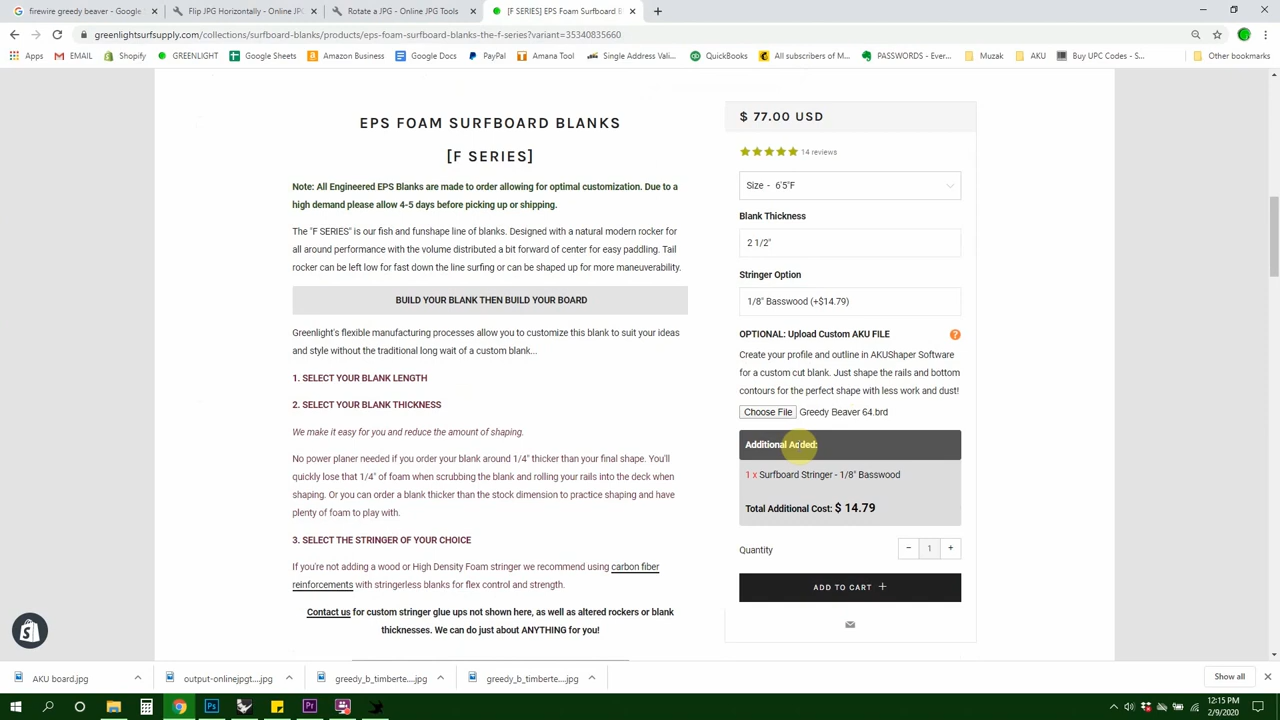 firewire greedy beaver - Google
Flip JPG Horizontally - Online JP
Rotate a JPG - Online JPG Tools
[F SERIES] EPS Foam Surfboard B
greenlightsurfsupply.com/collections/surfboard-blanks/products/eps-foam-surfboard-blanks-the-f-series?variant=35340835660
Apps
EMAIL
Shopify
GREENLIGHT
Google Sheets
Amazon Business
Google Docs
PayPal
Amana Tool
Single Address Vali...
QuickBooks
All subscribers of M...
PASSWORDS - Ever...
Muzak
AKU
Buy UPC Codes - S...
Other bookmarks
EPS FOAM SURFBOARD BLANKS
[F SERIES]
Note: All Engineered EPS Blanks are made to order allowing for optimal customization. Due to a
high demand please allow 4-5 days before picking up or shipping.
The "F SERIES" is our fish and funshape line of blanks. Designed with a natural modern rocker for
all around performance with the volume distributed a bit forward of center for easy paddling. Tail
rocker can be left low for fast down the line surfing or can be shaped up for more maneuverability.
BUILD YOUR BLANK THEN BUILD YOUR BOARD
Greenlight's flexible manufacturing processes allow you to customize this blank to suit your ideas
and style without the traditional long wait of a custom blank...
1. SELECT YOUR BLANK LENGTH
2. SELECT YOUR BLANK THICKNESS
We make it easy for you and reduce the amount of shaping.
No power planer needed if you order your blank around 1/4" thicker than your final shape. You'll
quickly lose that 1/4" of foam when scrubbing the blank and rolling your rails into the deck when
shaping. Or you can order a blank thicker than the stock dimension to practice shaping and have
plenty of foam to play with.
3. SELECT THE STRINGER OF YOUR CHOICE
If you're not adding a wood or High Density Foam stringer we recommend using carbon fiber
reinforcements with stringerless blanks for flex control and strength.
Contact us for custom stringer glue ups not shown here, as well as altered rockers or blank
thicknesses. We can do just about ANYTHING for you!
$ 77.00 USD
14 reviews
Size - 6'5"F
Blank Thickness
2 1/2"
Stringer Option
1/8" Basswood (+$14.79)
OPTIONAL: Upload Custom AKU FILE
?
Create your profile and outline in AKUShaper Software
for a custom cut blank. Just shape the rails and bottom
contours for the perfect shape with less work and dust!
Choose File Greedy Beaver 64.brd
Additional Added:
1 x Surfboard Stringer - 1/8" Basswood
Total Additional Cost: $ 14.79
Quantity
− 1 +
ADD TO CART +
AKU board.jpg
output-onlinejpgt....jpg
greedy_b_timberte....jpg
greedy_b_timberte....jpg
Show all
12:15 PM
2/9/2020